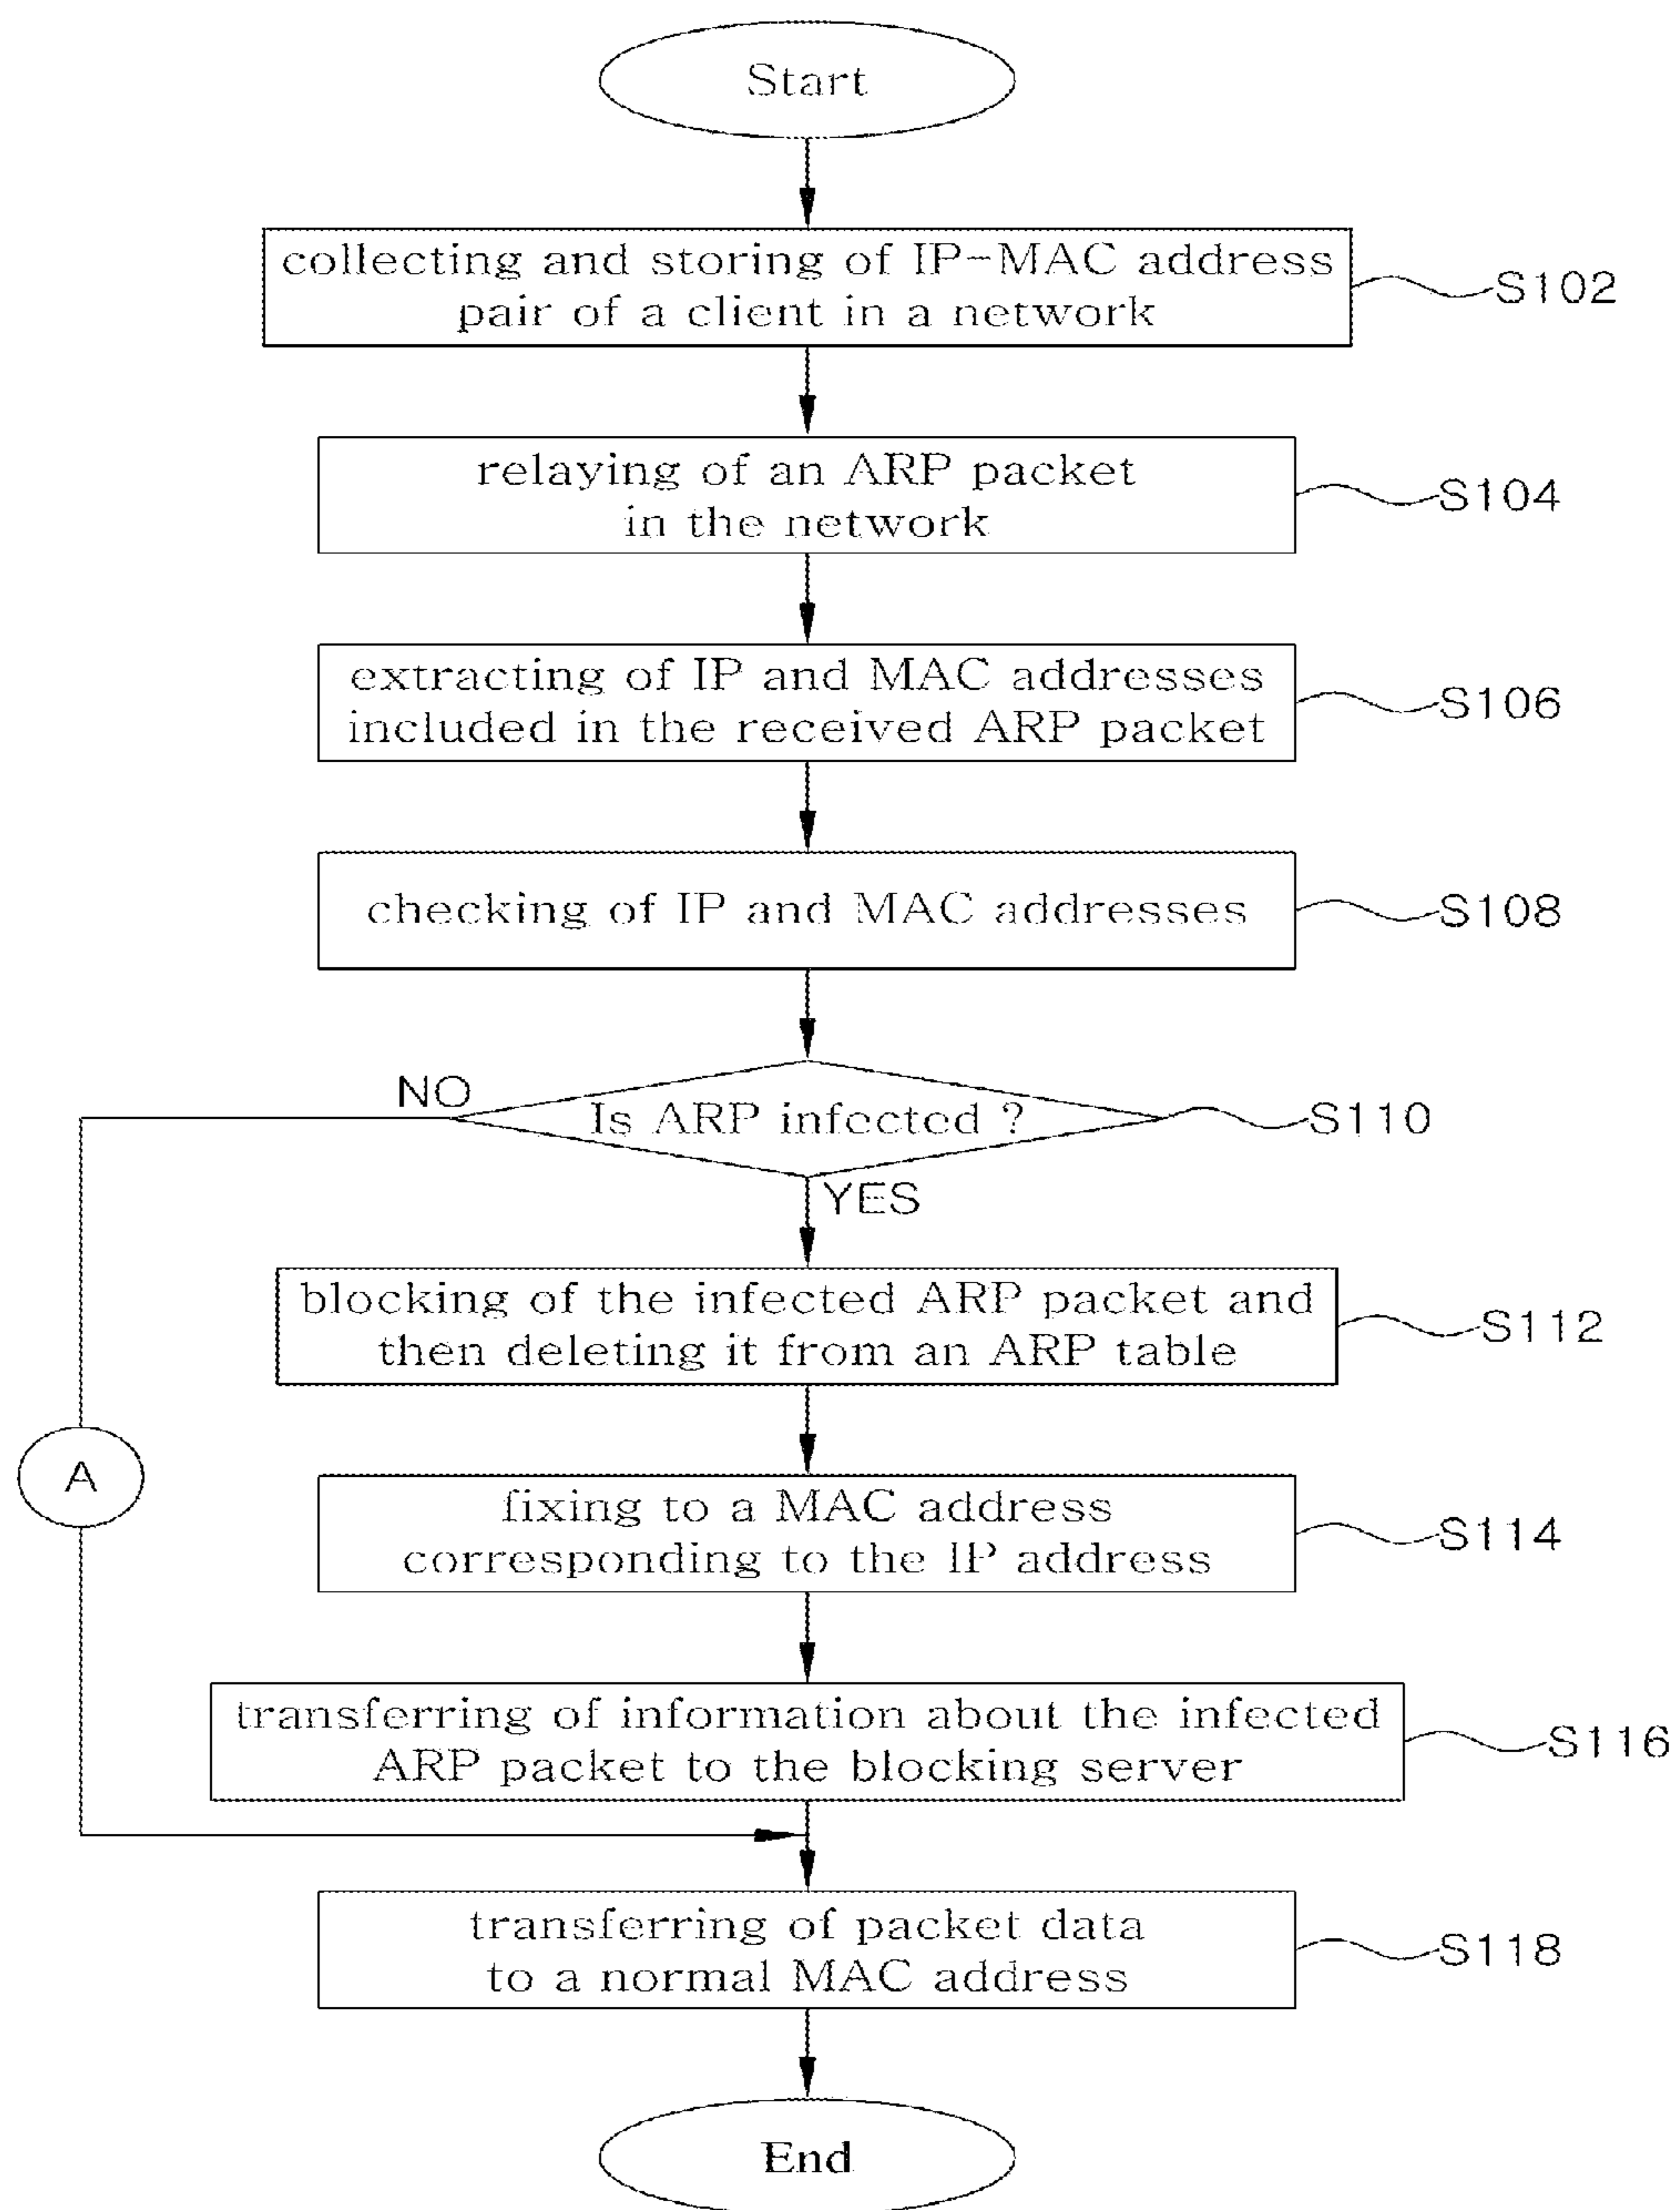 Start
collecting and storing of IP-MAC address
pair of a client in a network
S102
relaying of an ARP packet
in the network
S104
extracting of IP and MAC addresses
included in the received ARP packet
S106
checking of IP and MAC addresses
S108
NO
Is ARP infected ?
S110
YES
blocking of the infected ARP packet and
then deleting it from an ARP table
S112
A
fixing to a MAC address
corresponding to the IP address
S114
transferring of information about the infected
ARP packet to the blocking server
S116
transferring of packet data
to a normal MAC address
S118
End